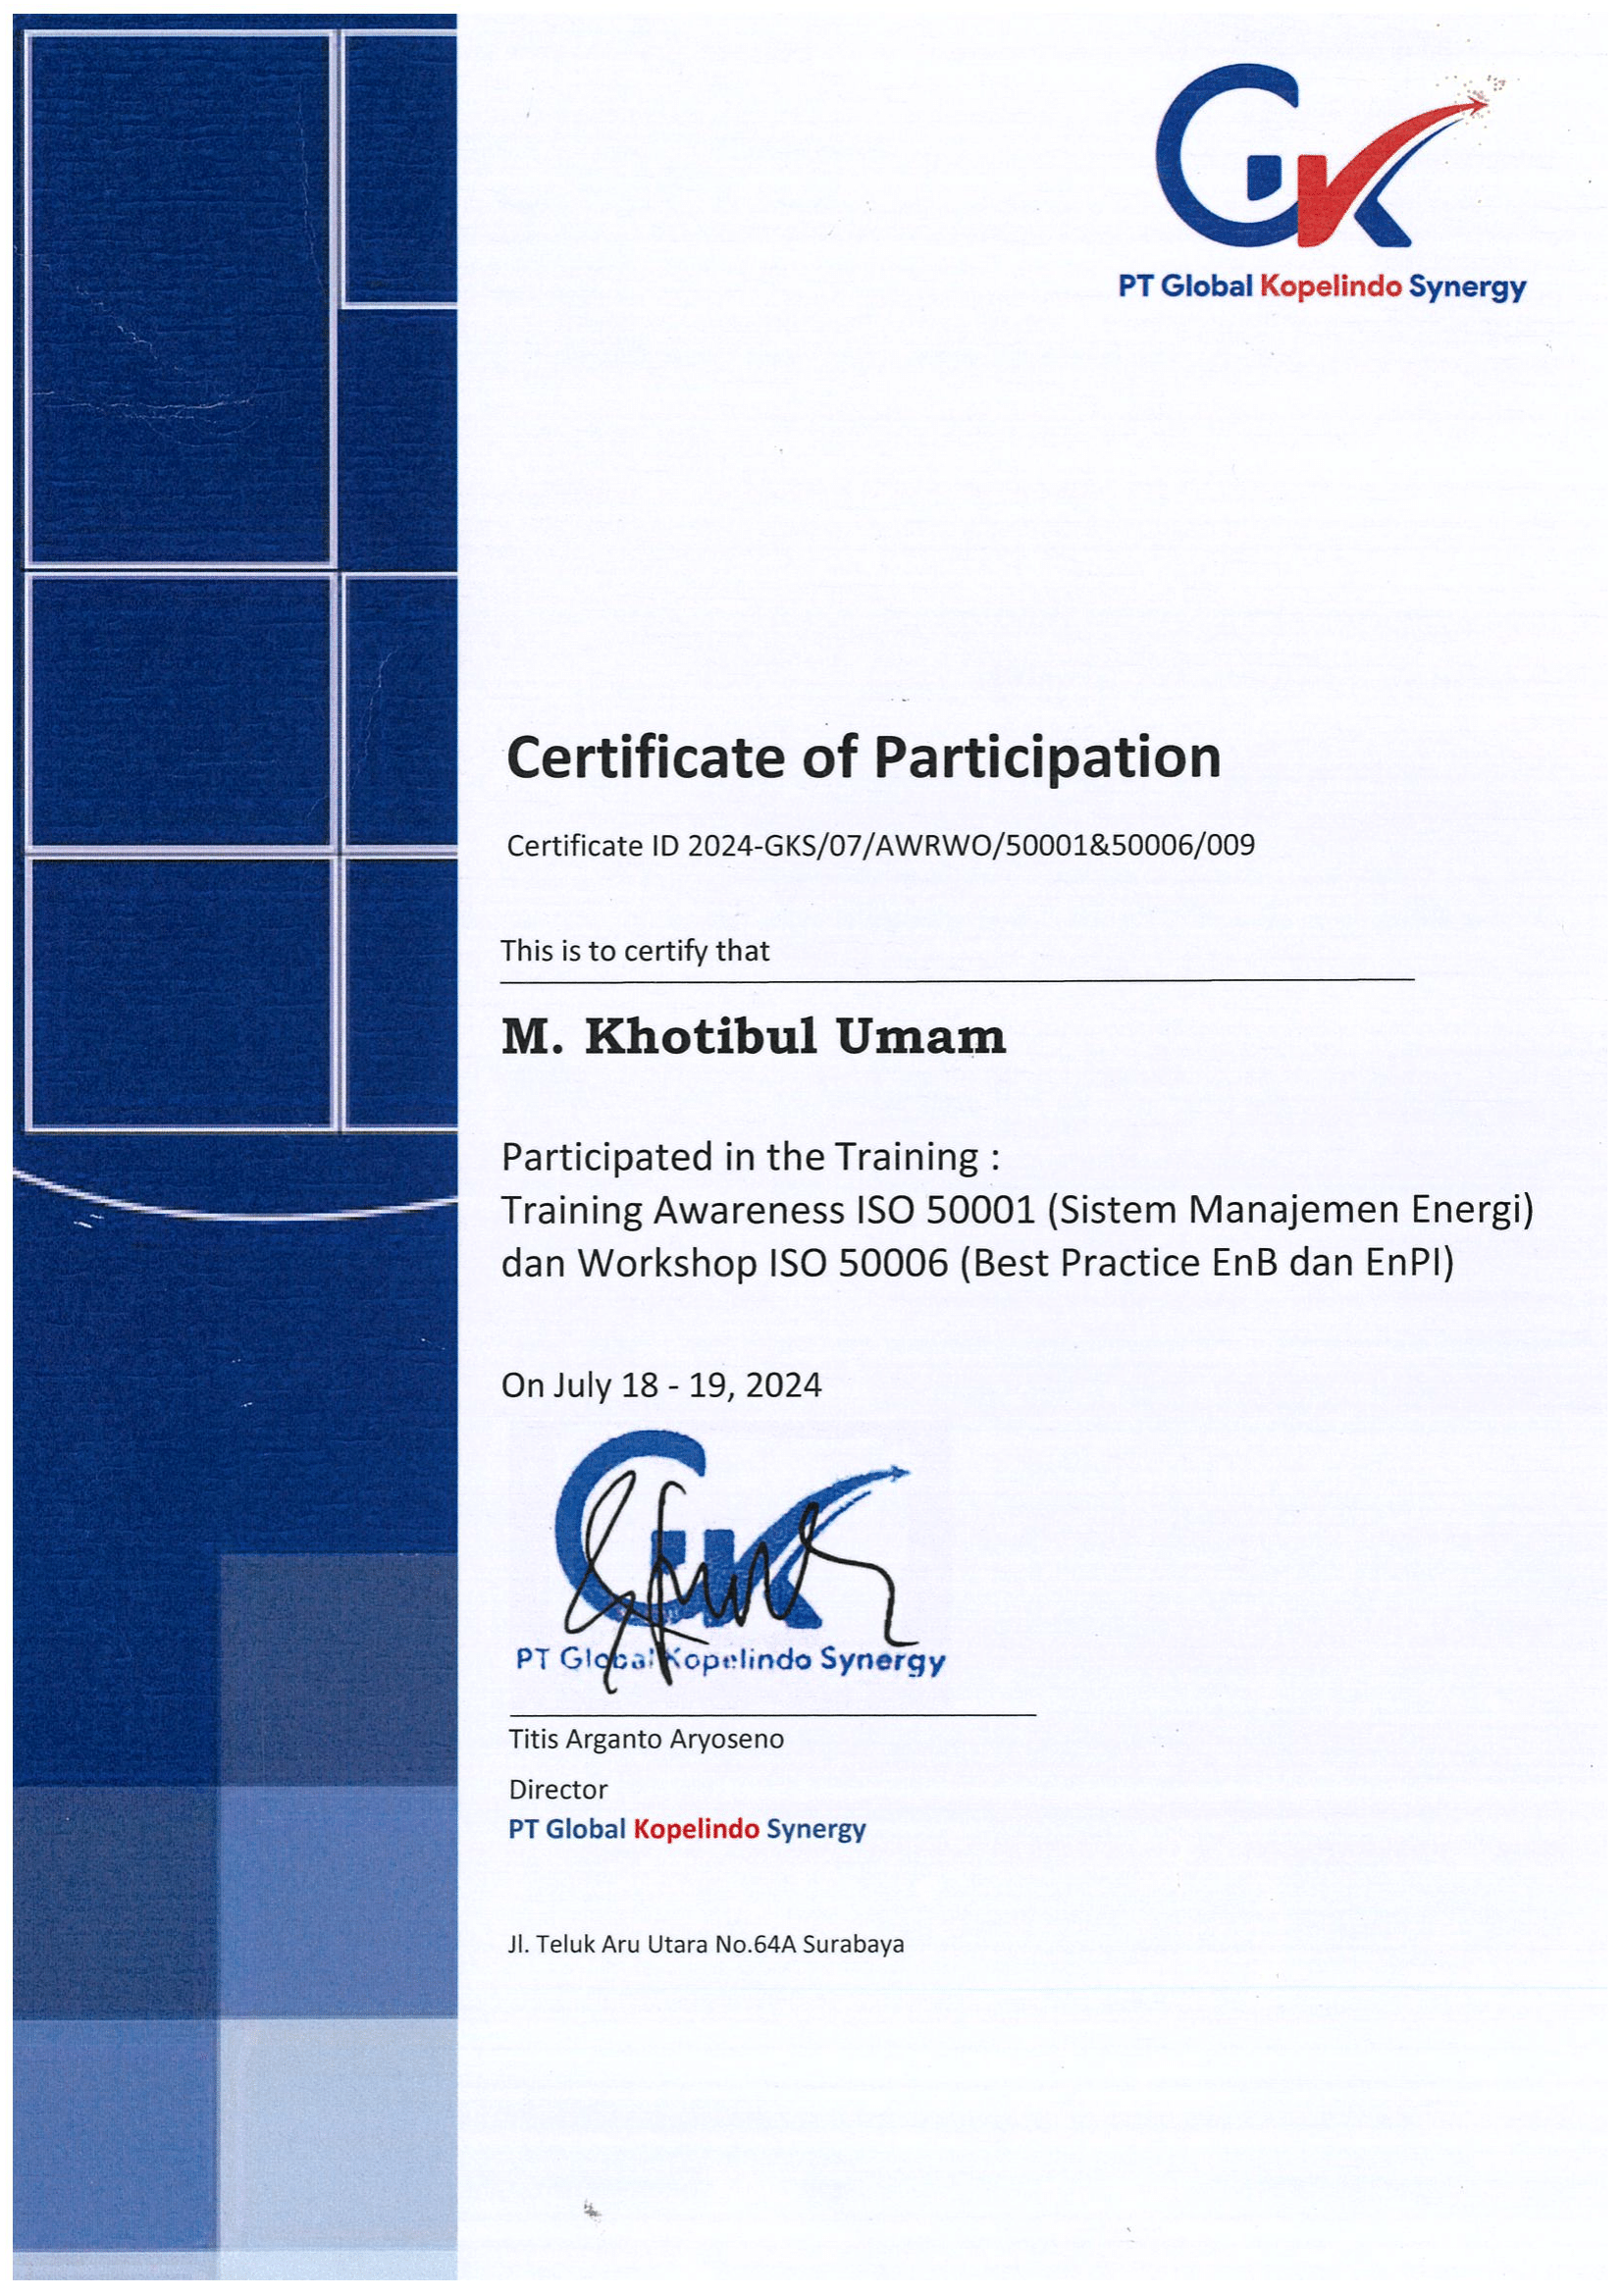 GK
PT Global Kopelindo Synergy
Certificate of Participation
Certificate ID 2024-GKS/07/AWRWO/50001&50006/009
This is to certify that
M. Khotibul Umam
Participated in the Training :
Training Awareness ISO 50001 (Sistem Manajemen Energi)
dan Workshop ISO 50006 (Best Practice EnB dan EnPI)
On July 18 - 19, 2024
GK
PT Global Kopelindo Synergy
Titis Arganto Aryoseno
Director
PT Global Kopelindo Synergy
Jl. Teluk Aru Utara No.64A Surabaya